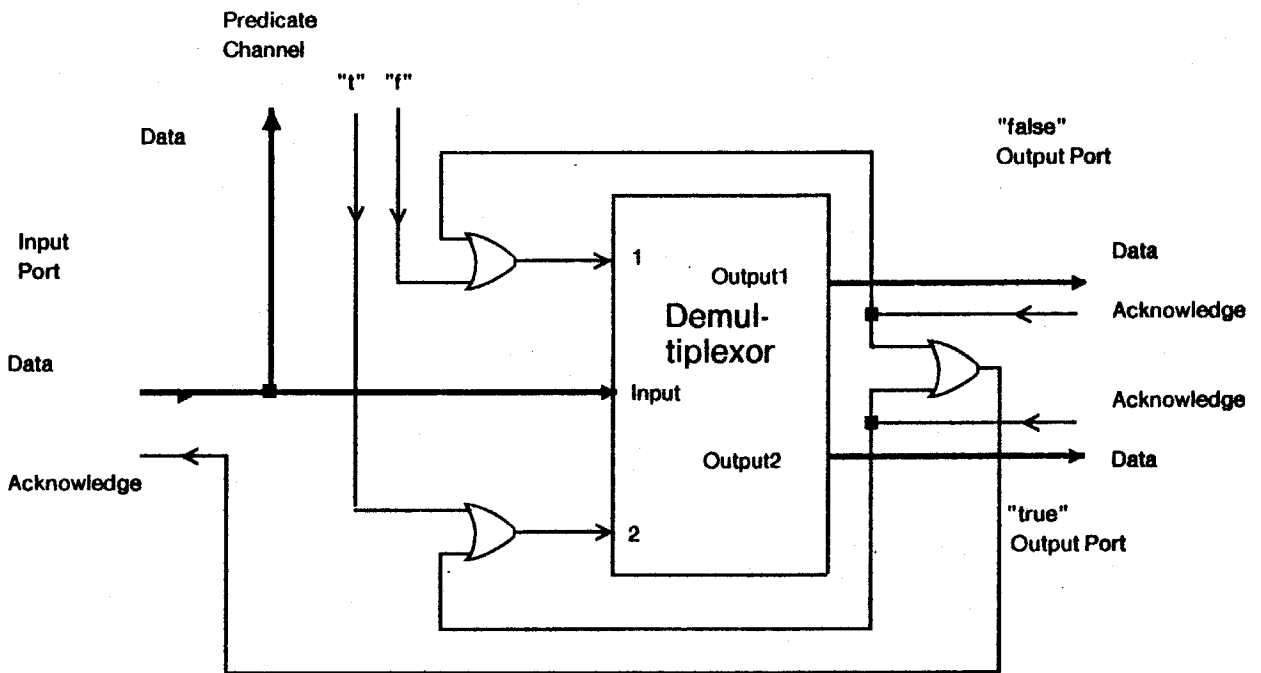 Predicate
Channel
"t"
"f"
Data
"false"
Output Port
Input
Port
1
Output1
Data
Demul-
tiplexor
Acknowledge
Data
Input
Acknowledge
Output2
Data
Acknowledge
2
"true"
Output Port